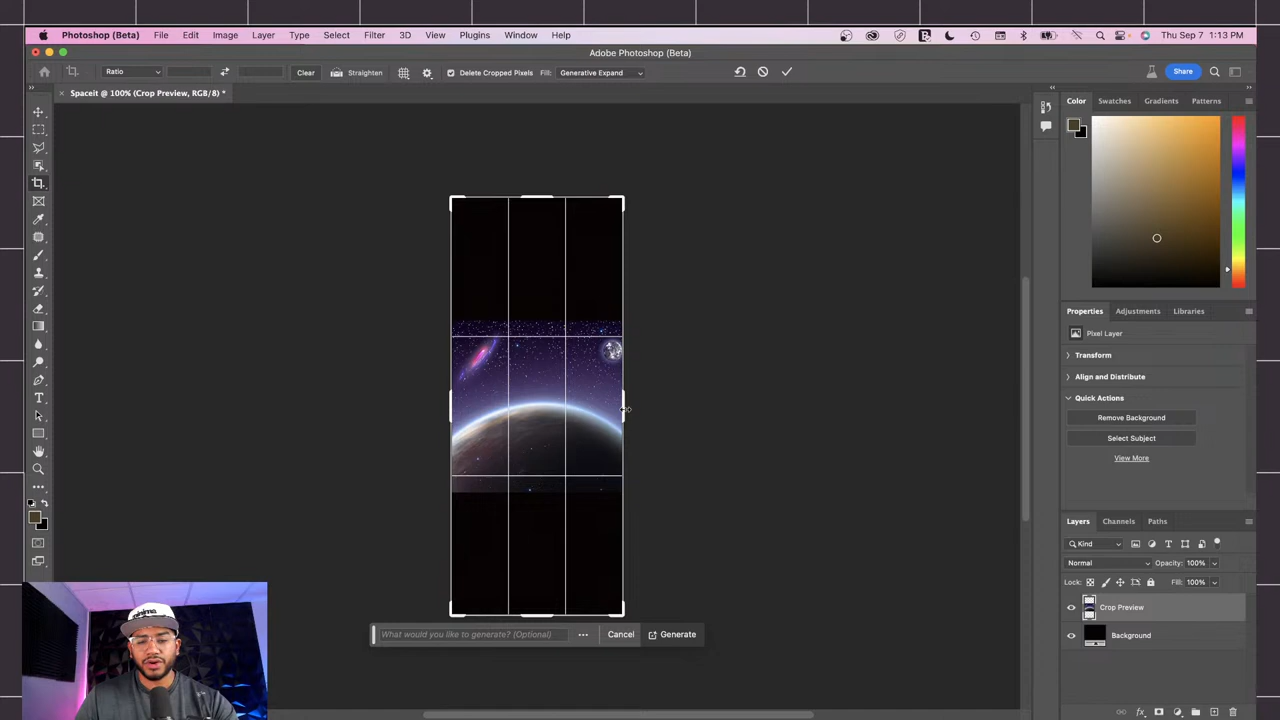 Photoshop (Beta) File Edit Image Layer Type Select Filter 3D View Plugins Window Help Thu Sep 7 1:13 PM
Adobe Photoshop (Beta)
Ratio Clear Straighten Delete Cropped Pixels Fill: Generative Expand Share
Spaceit @ 100% (Crop Preview, RGB/8) *
Color Swatches Gradients Patterns
Properties Adjustments Libraries
Pixel Layer
Transform
Align and Distribute
Quick Actions
Remove Background
Select Subject
View More
Layers Channels Paths
Kind
Normal Opacity: 100%
Lock: Fill: 100%
Crop Preview
Background
What would you like to generate? (Optional) Cancel Generate